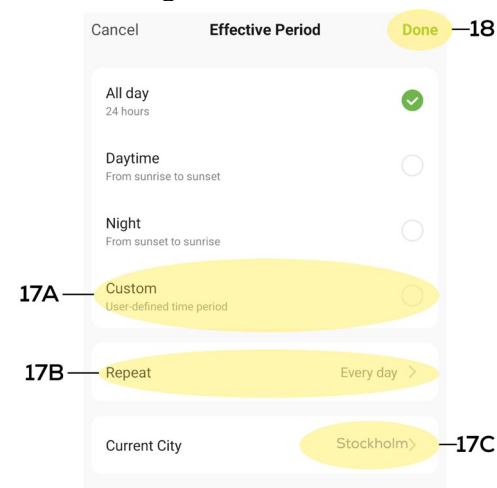 Cancel Effective Period Done 18
All day
24 hours
Daytime
From sunrise to sunset
Night
From sunset to sunrise
17A Custom
User-defined time period
17B Repeat Every day >
Current City Stockholm> 17C